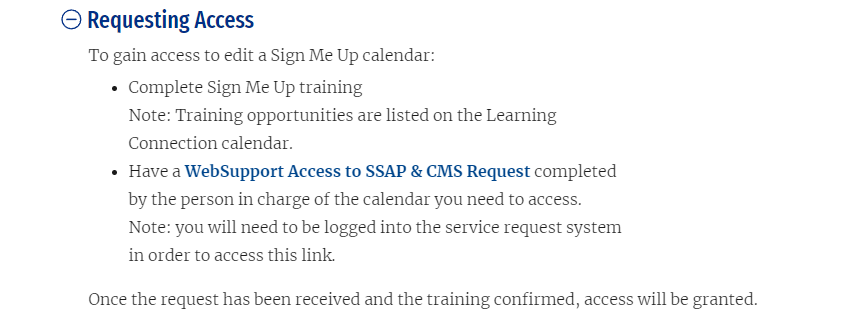 Requesting Access
To gain access to edit a Sign Me Up calendar:
• Complete Sign Me Up training
Note: Training opportunities are listed on the Learning
Connection calendar.
• Have a WebSupport Access to SSAP & CMS Request completed
by the person in charge of the calendar you need to access.
Note: you will need to be logged into the service request system
in order to access this link.
Once the request has been received and the training confirmed, access will be granted.